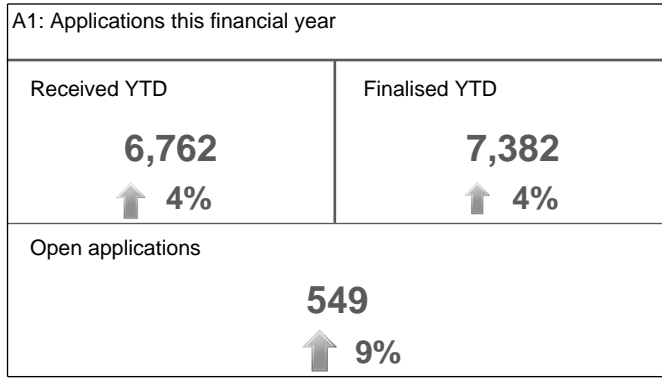 A1: Applications this financial year
Received YTD
6,762
4%
Finalised YTD
7,382
4%
Open applications
549
9%